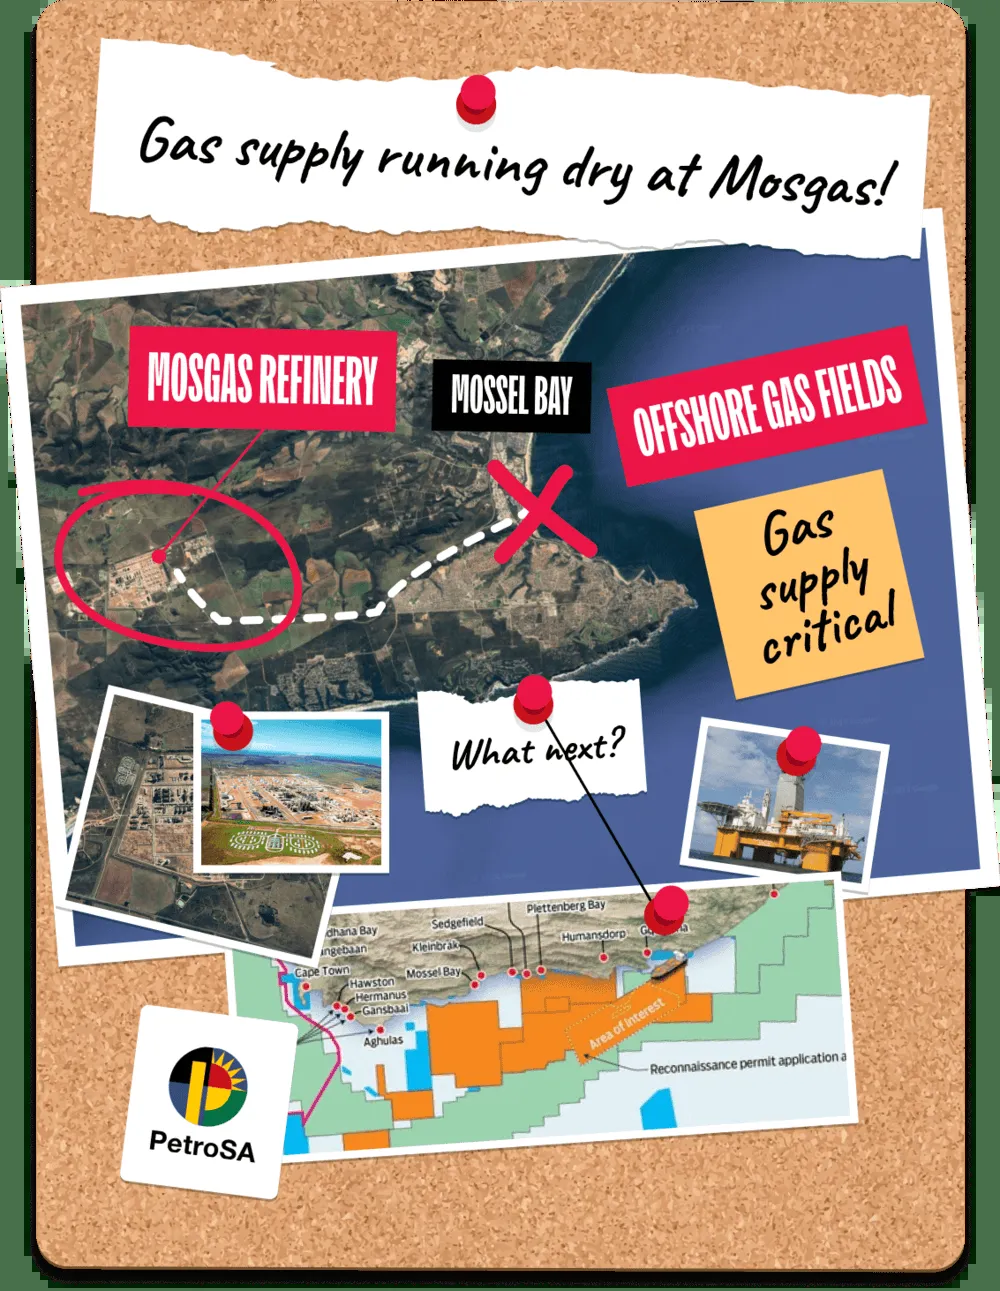 Gas supply running dry at Mosgas!
MOSGAS REFINERY
MOSSEL BAY
OFFSHORE GAS FIELDS
Gas
supply
critical
What next?
Plettenberg Bay
Sedgefield
dhana Bay
Humansdorp
Kleinbrak
ngebaan
Cape Town
Mossel Bay
Hawston
Hermanus
Gansbaai
Aghulas
Area of interest
Reconnaissance permit application a
PetroSA